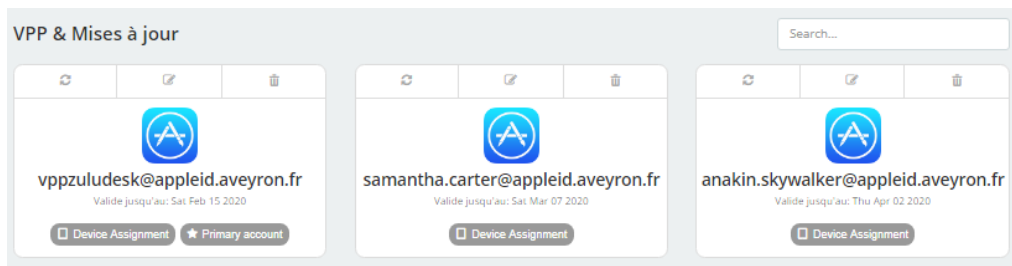 VPP & Mises à jour
Search...
vppzuludesk@appleid.aveyron.fr
Valide jusqu'au: Sat Feb 15 2020
Device Assignment
Primary account
samantha.carter@appleid.aveyron.fr
Valide jusqu'au: Sat Mar 07 2020
Device Assignment
anakin.skywalker@appleid.aveyron.fr
Valide jusqu'au: Thu Apr 02 2020
Device Assignment